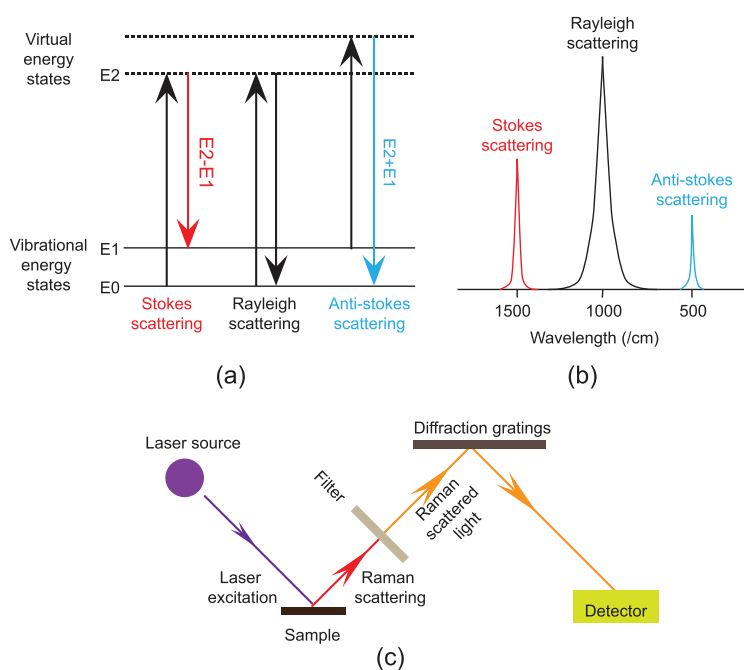 Virtual
energy
states
E2
E2-E1
E2+E1
Vibrational
energy
states
E1
E0
Stokes
scattering
Rayleigh
scattering
Anti-stokes
scattering
(a)
Rayleigh
scattering
Stokes
scattering
Anti-stokes
scattering
1500
1000
500
Wavelength (/cm)
(b)
Laser source
Laser
excitation
Sample
Filter
Raman
scattering
Raman
scattered
light
Diffraction gratings
Detector
(c)